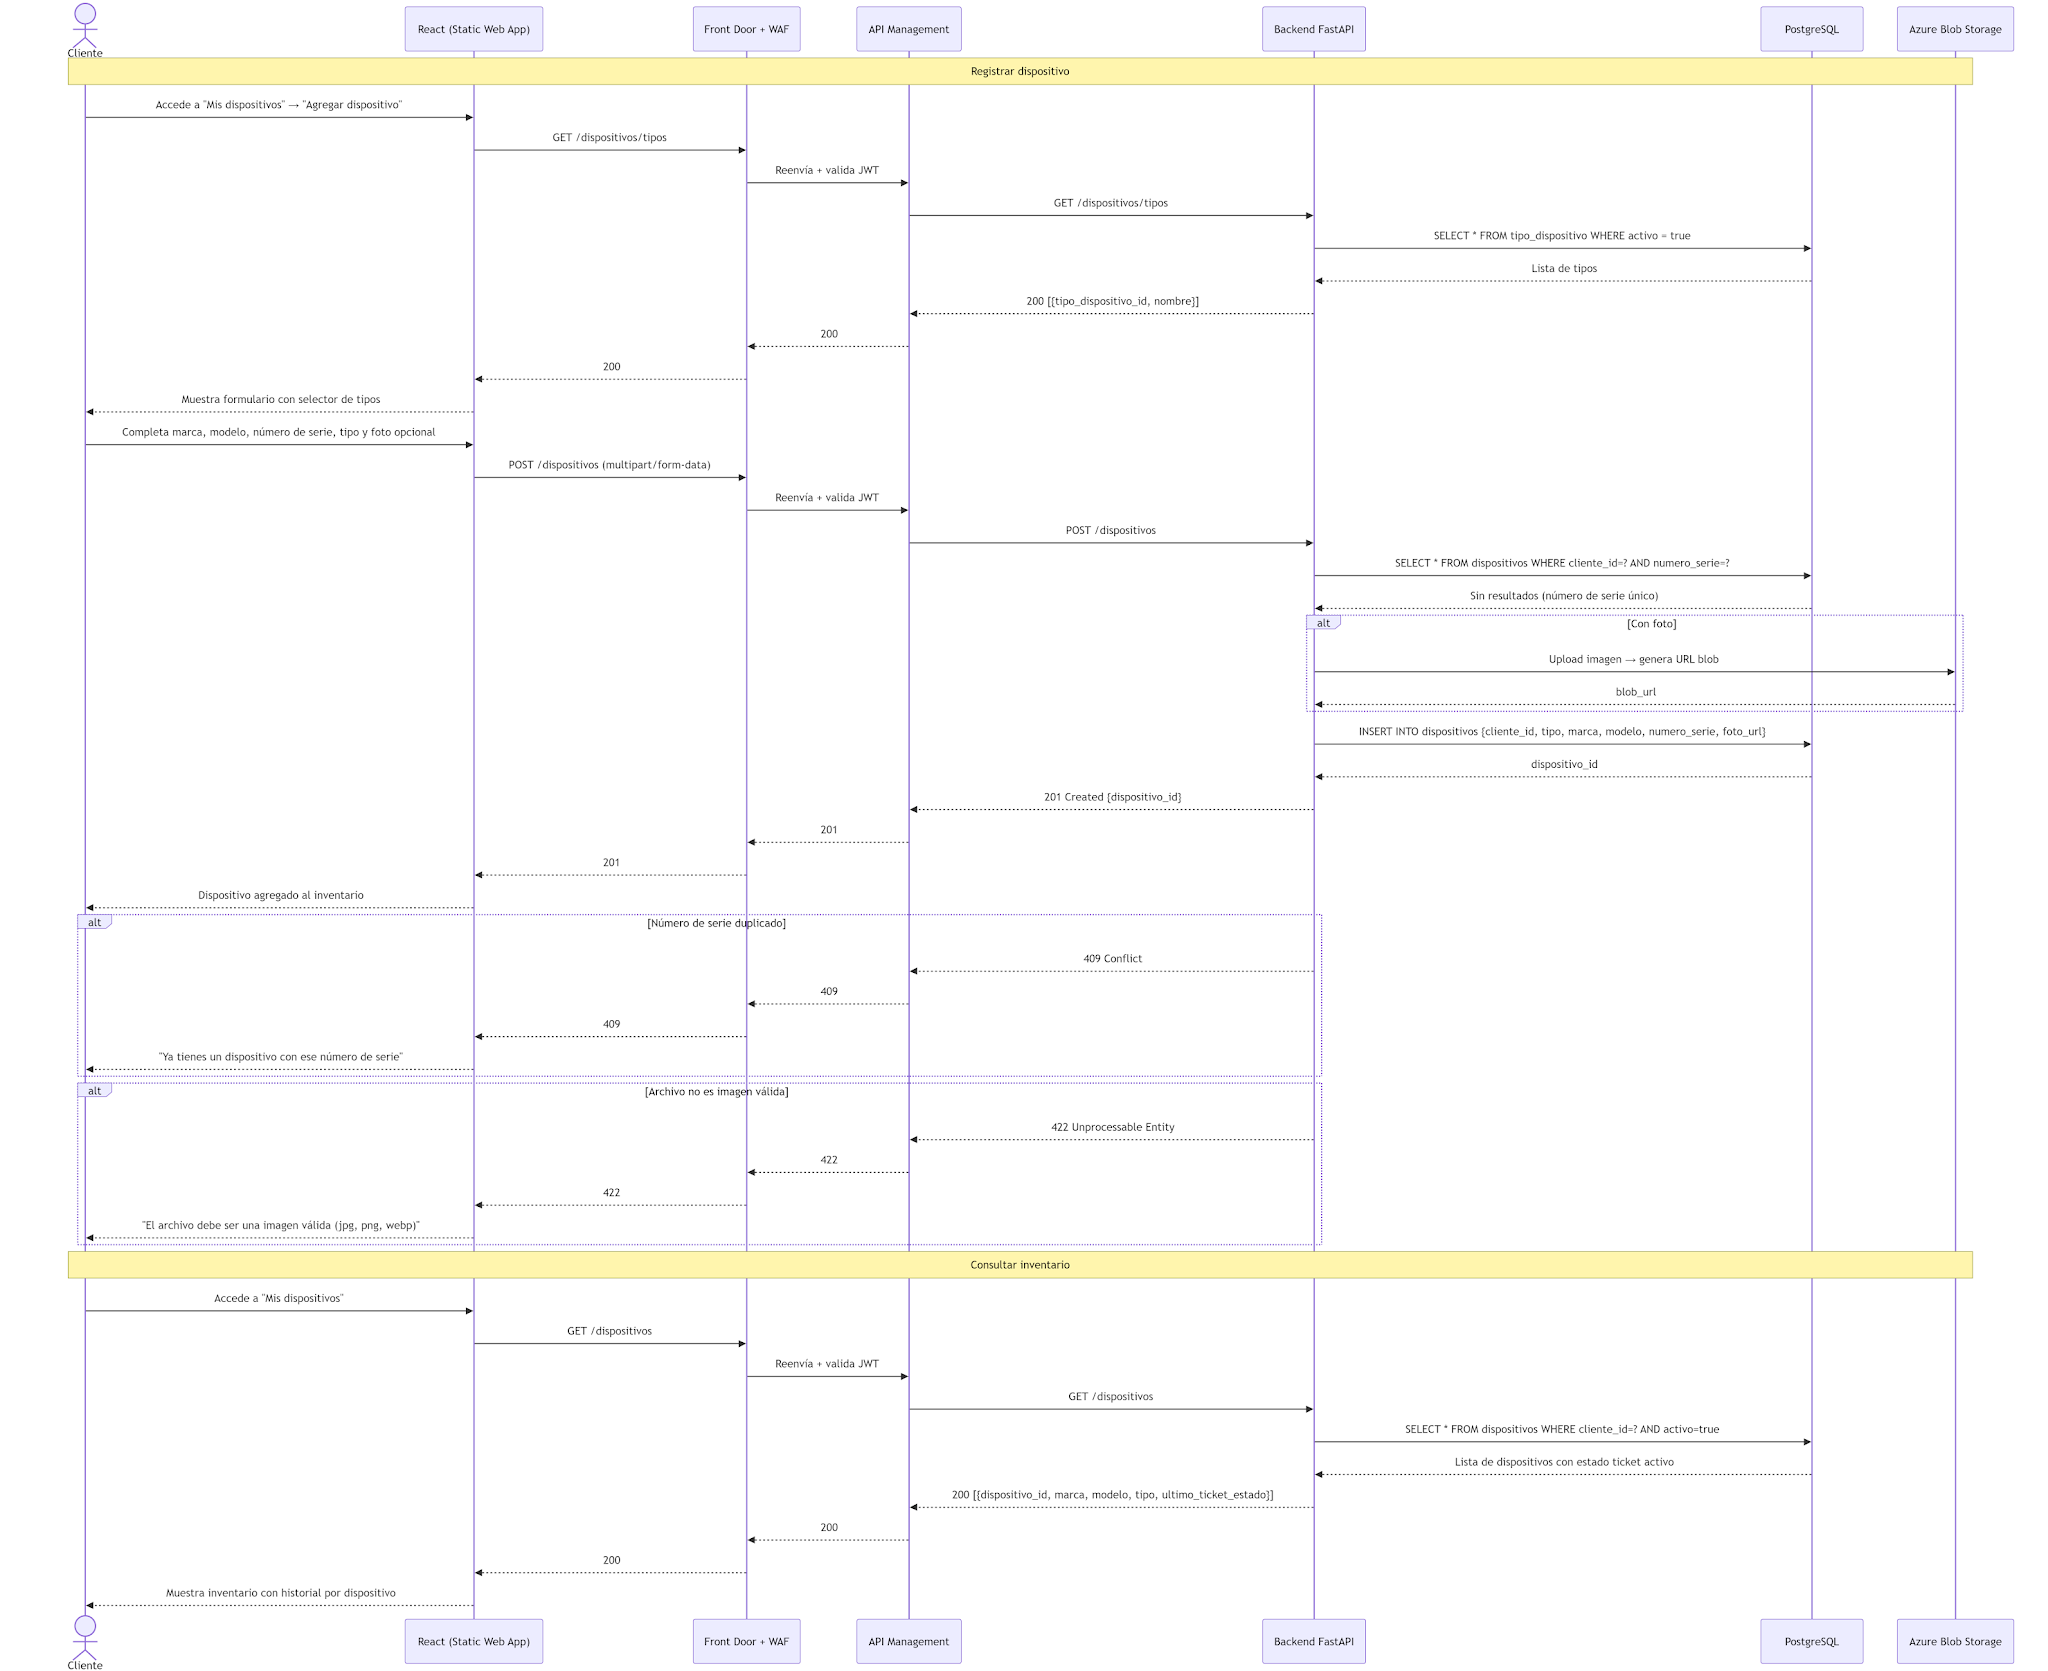 Cliente
React (Static Web App)
Front Door + WAF
API Management
Backend FastAPI
PostgreSQL
Azure Blob Storage
Registrar dispositivo
Accede a "Mis dispositivos" → "Agregar dispositivo"
GET /dispositivos/tipos
Reenvía + valida JWT
GET /dispositivos/tipos
SELECT * FROM tipo_dispositivo WHERE activo = true
Lista de tipos
200 [{tipo_dispositivo_id, nombre}]
200
200
Muestra formulario con selector de tipos
Completa marca, modelo, número de serie, tipo y foto opcional
POST /dispositivos (multipart/form-data)
Reenvía + valida JWT
POST /dispositivos
SELECT * FROM dispositivos WHERE cliente_id=? AND numero_serie=?
Sin resultados (número de serie único)
alt
[Con foto]
Upload imagen → genera URL blob
blob_url
INSERT INTO dispositivos {cliente_id, tipo, marca, modelo, numero_serie, foto_url}
dispositivo_id
201 Created {dispositivo_id}
201
201
Dispositivo agregado al inventario
alt
[Número de serie duplicado]
409 Conflict
409
409
"Ya tienes un dispositivo con ese número de serie"
alt
[Archivo no es imagen válida]
422 Unprocessable Entity
422
422
"El archivo debe ser una imagen válida (jpg, png, webp)"
Consultar inventario
Accede a "Mis dispositivos"
GET /dispositivos
Reenvía + valida JWT
GET /dispositivos
SELECT * FROM dispositivos WHERE cliente_id=? AND activo=true
Lista de dispositivos con estado ticket activo
200 [{dispositivo_id, marca, modelo, tipo, ultimo_ticket_estado}]
200
200
Muestra inventario con historial por dispositivo
Cliente
React (Static Web App)
Front Door + WAF
API Management
Backend FastAPI
PostgreSQL
Azure Blob Storage